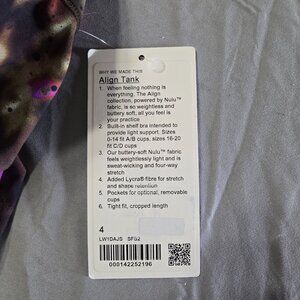 WHY WE MADE THIS
Align Tank
1. When feeling nothing is
everything. The Align
collection, powered by Nulu™
fabric, is so weightless and
buttery soft, all you feel is
your practice
2. Built-in shelf bra intended to
provide light support. Sizes
0-14 fit A/B cups, sizes 16-20
fit C/D cups
3. Our buttery-soft Nulu™ fabric
feels weightlessly light and is
sweat-wicking and four-way
stretch
4. Added Lycra® fibre for stretch
and shape retention
5. Pockets for optional, removable
cups
6. Tight fit, cropped length
4
LW1DAJS SFG2
000142252196